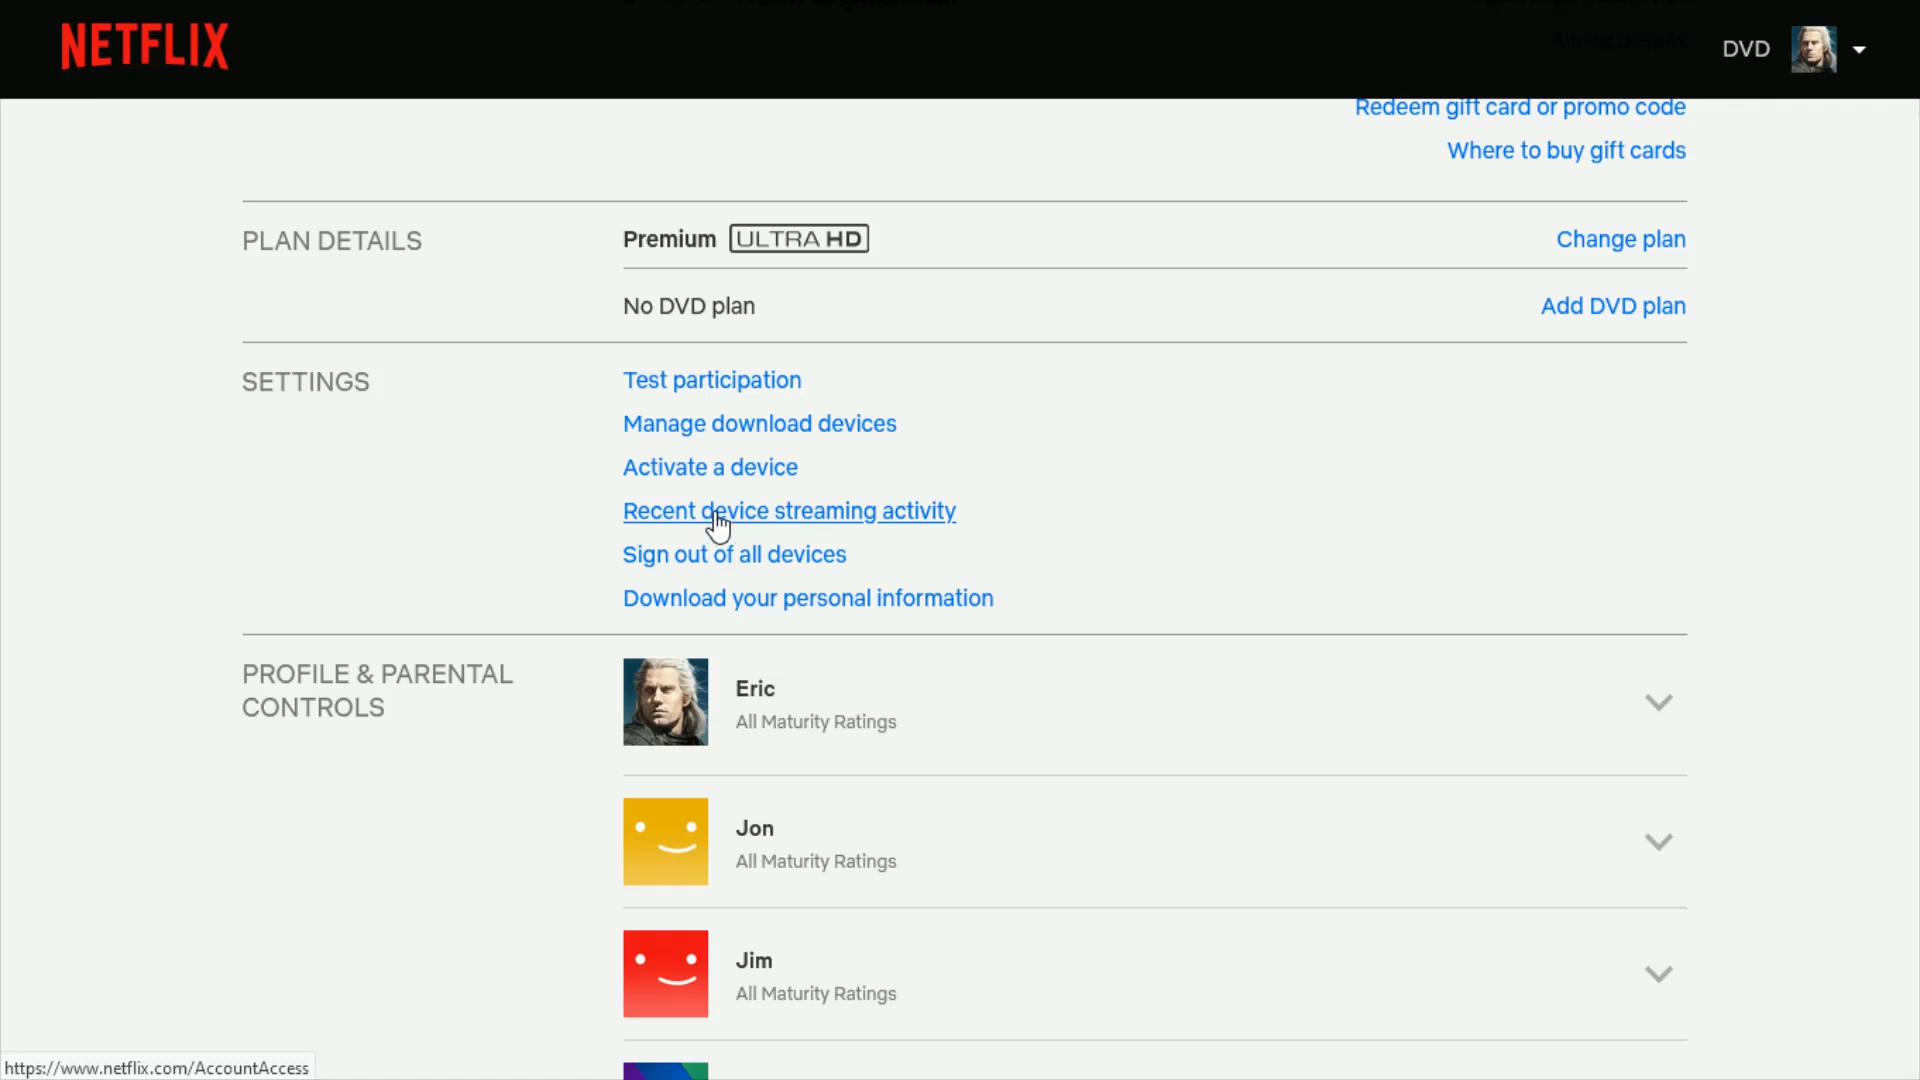 NETFLIX
DVD
Redeem gift card or promo code
Where to buy gift cards
PLAN DETAILS
Premium ULTRA HD
Change plan
No DVD plan
Add DVD plan
SETTINGS
Test participation
Manage download devices
Activate a device
Recent device streaming activity
Sign out of all devices
Download your personal information
PROFILE & PARENTAL
CONTROLS
Eric
All Maturity Ratings
Jon
All Maturity Ratings
Jim
All Maturity Ratings
https://www.netflix.com/AccountAccess